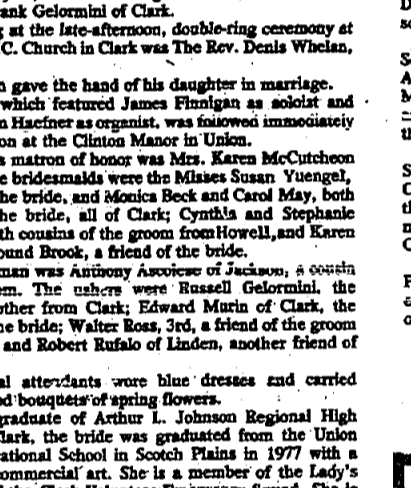 ank Gelormini of Clark.
at the late-afternoon, double-ring ceremony at
C. Church in Clark was The Rev. Denis Whelan,
gave the hand of his daughter in marriage.
which featured James Finnigan as soloist and
Haefner as organist, was followed immediately
on at the Clinton Manor in Union.
s matron of honor was Mrs. Karen McCutcheon
e bridesmaids were the Misses Susan Yuengel,
he bride, and Monica Beck and Carol May, both
he bride, all of Clark; Cynthia and Stephanie
th cousins of the groom from Howell, and Karen
ound Brook, a friend of the bride.
man was Anthony of Jackson, a cousin
om. The ushers were Russell Gelormini, the
other from Clark; Edward Murin of Clark, the
e bride; Walter Ross, 3rd, a friend of the groom
and Robert Rufalo of Linden, another friend of
al attendants wore blue dresses and carried
d bouquets of spring flowers.
graduate of Arthur L. Johnson Regional High
lark, the bride was graduated from the Union
ational School in Scotch Plains in 1977 with a
ommercial art. She is a member of the Lady's